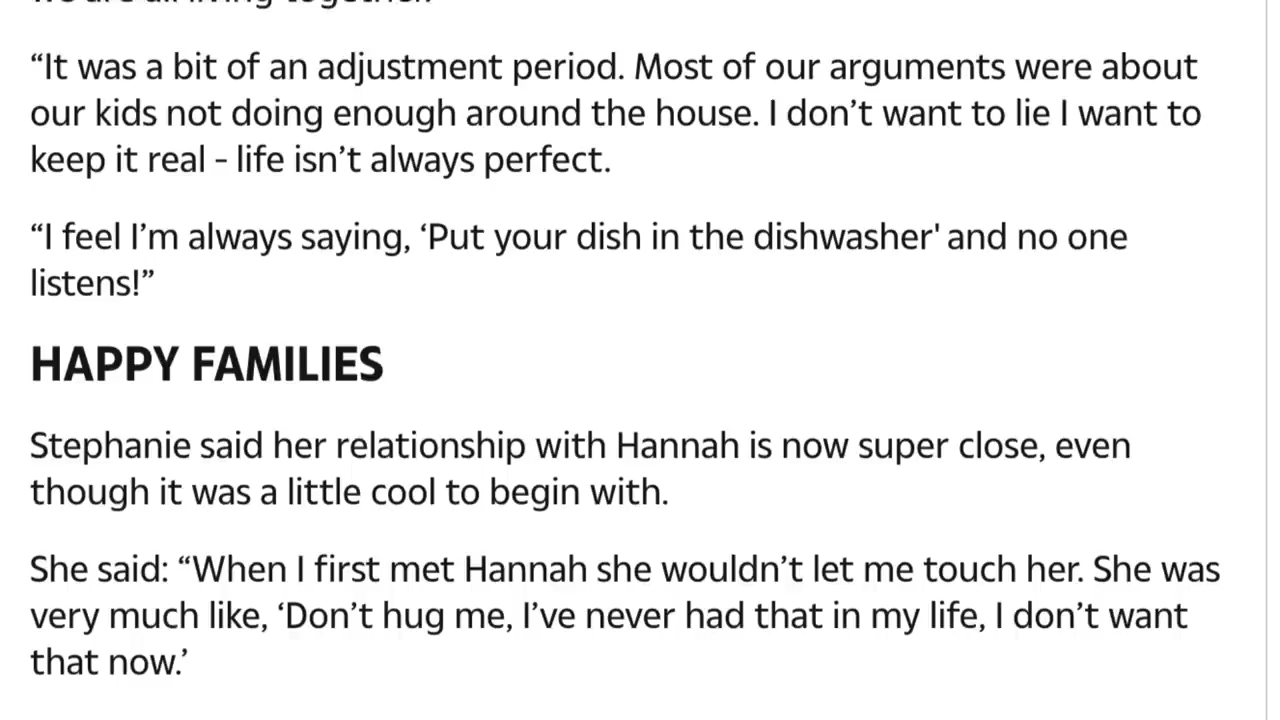 “It was a bit of an adjustment period. Most of our arguments were about
our kids not doing enough around the house. I don’t want to lie I want to
keep it real - life isn’t always perfect.
“I feel I’m always saying, ‘Put your dish in the dishwasher' and no one
listens!”
HAPPY FAMILIES
Stephanie said her relationship with Hannah is now super close, even
though it was a little cool to begin with.
She said: “When I first met Hannah she wouldn’t let me touch her. She was
very much like, ‘Don’t hug me, I’ve never had that in my life, I don’t want
that now.’